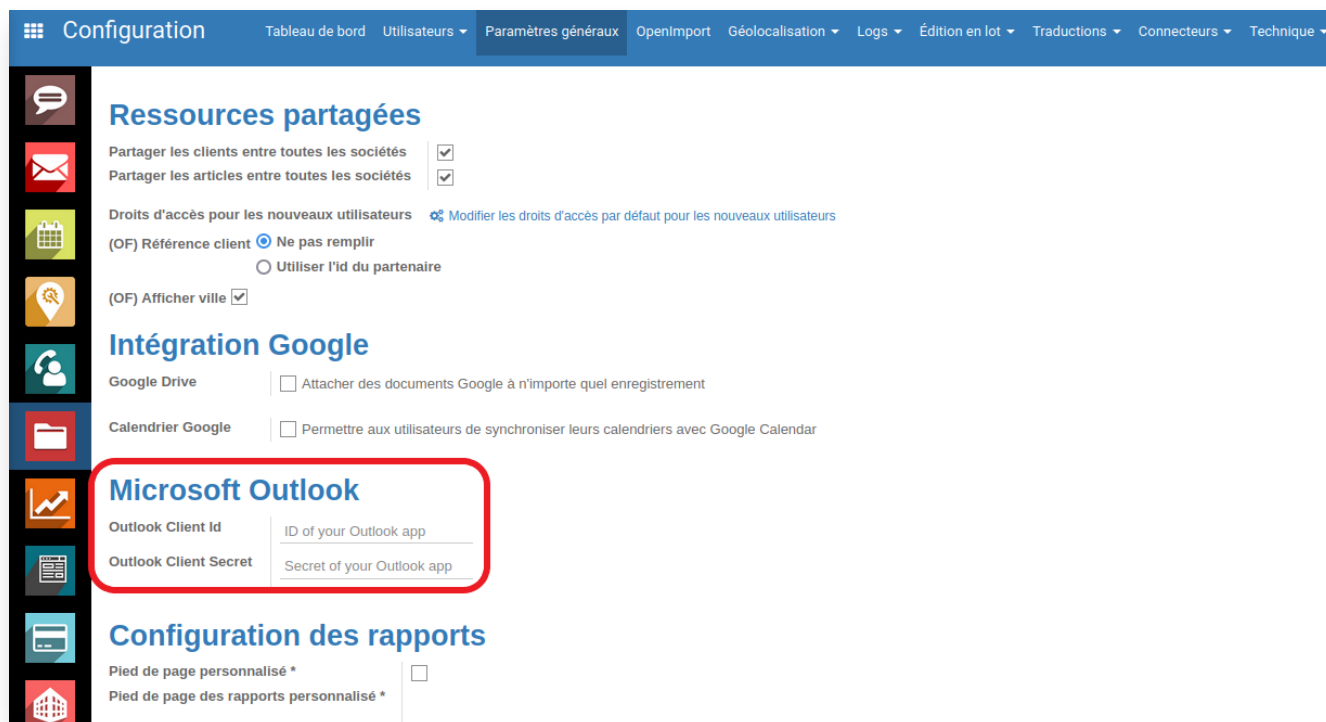 Configuration Tableau de bord Utilisateurs Paramètres généraux OpenImport Géolocalisation Logs Édition en lot Traductions Connecteurs Technique
Ressources partagées
Partager les clients entre toutes les sociétés
Partager les articles entre toutes les sociétés
Droits d'accès pour les nouveaux utilisateurs Modifier les droits d'accès par défaut pour les nouveaux utilisateurs
(OF) Référence client Ne pas remplir
Utiliser l'id du partenaire
(OF) Afficher ville
Intégration Google
Google Drive Attacher des documents Google à n'importe quel enregistrement
Calendrier Google Permettre aux utilisateurs de synchroniser leurs calendriers avec Google Calendar
Microsoft Outlook
Outlook Client Id ID of your Outlook app
Outlook Client Secret Secret of your Outlook app
Configuration des rapports
Pied de page personnalisé *
Pied de page des rapports personnalisé *